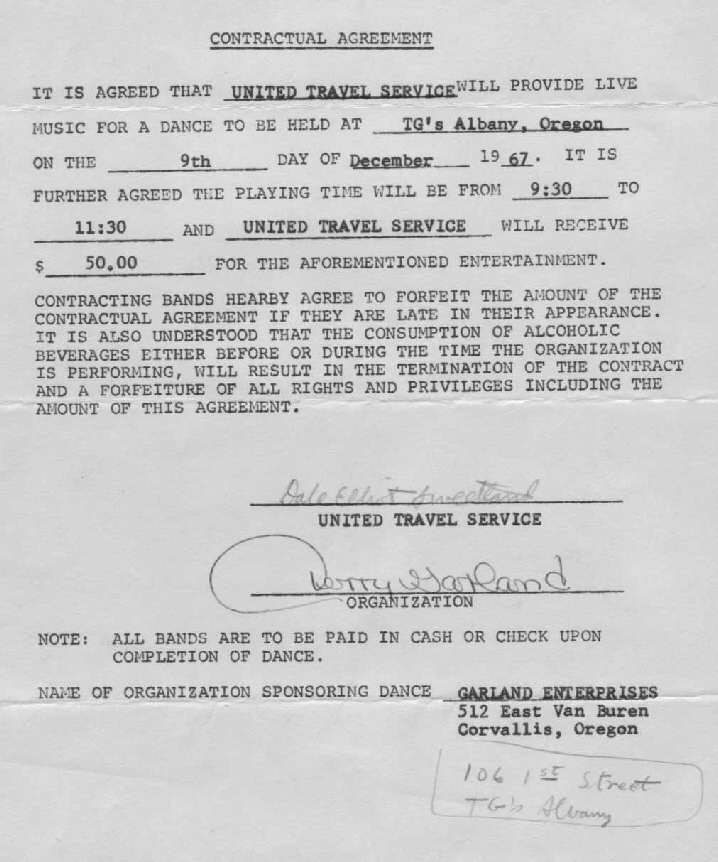 CONTRACTUAL AGREEMENT
IT IS AGREED THAT UNITED TRAVEL SERVICE WILL PROVIDE LIVE
MUSIC FOR A DANCE TO BE HELD AT TG's Albany, Oregon
ON THE 9th DAY OF December 19 67. IT IS
FURTHER AGREED THE PLAYING TIME WILL BE FROM 9:30 TO
11:30 AND UNITED TRAVEL SERVICE WILL RECEIVE
$ 50.00 FOR THE AFOREMENTIONED ENTERTAINMENT.
CONTRACTING BANDS HEARBY AGREE TO FORFEIT THE AMOUNT OF THE
CONTRACTUAL AGREEMENT IF THEY ARE LATE IN THEIR APPEARANCE.
IT IS ALSO UNDERSTOOD THAT THE CONSUMPTION OF ALCOHOLIC
BEVERAGES EITHER BEFORE OR DURING THE TIME THE ORGANIZATION
IS PERFORMING, WILL RESULT IN THE TERMINATION OF THE CONTRACT
AND A FORFEITURE OF ALL RIGHTS AND PRIVILEGES INCLUDING THE
AMOUNT OF THIS AGREEMENT.
Dale Elliot Sweetland
UNITED TRAVEL SERVICE
Garland
ORGANIZATION
NOTE: ALL BANDS ARE TO BE PAID IN CASH OR CHECK UPON
COMPLETION OF DANCE.
NAME OF ORGANIZATION SPONSORING DANCE GARLAND ENTERPRISES
512 East Van Buren
Corvallis, Oregon
106 1st Street
TG's Albany